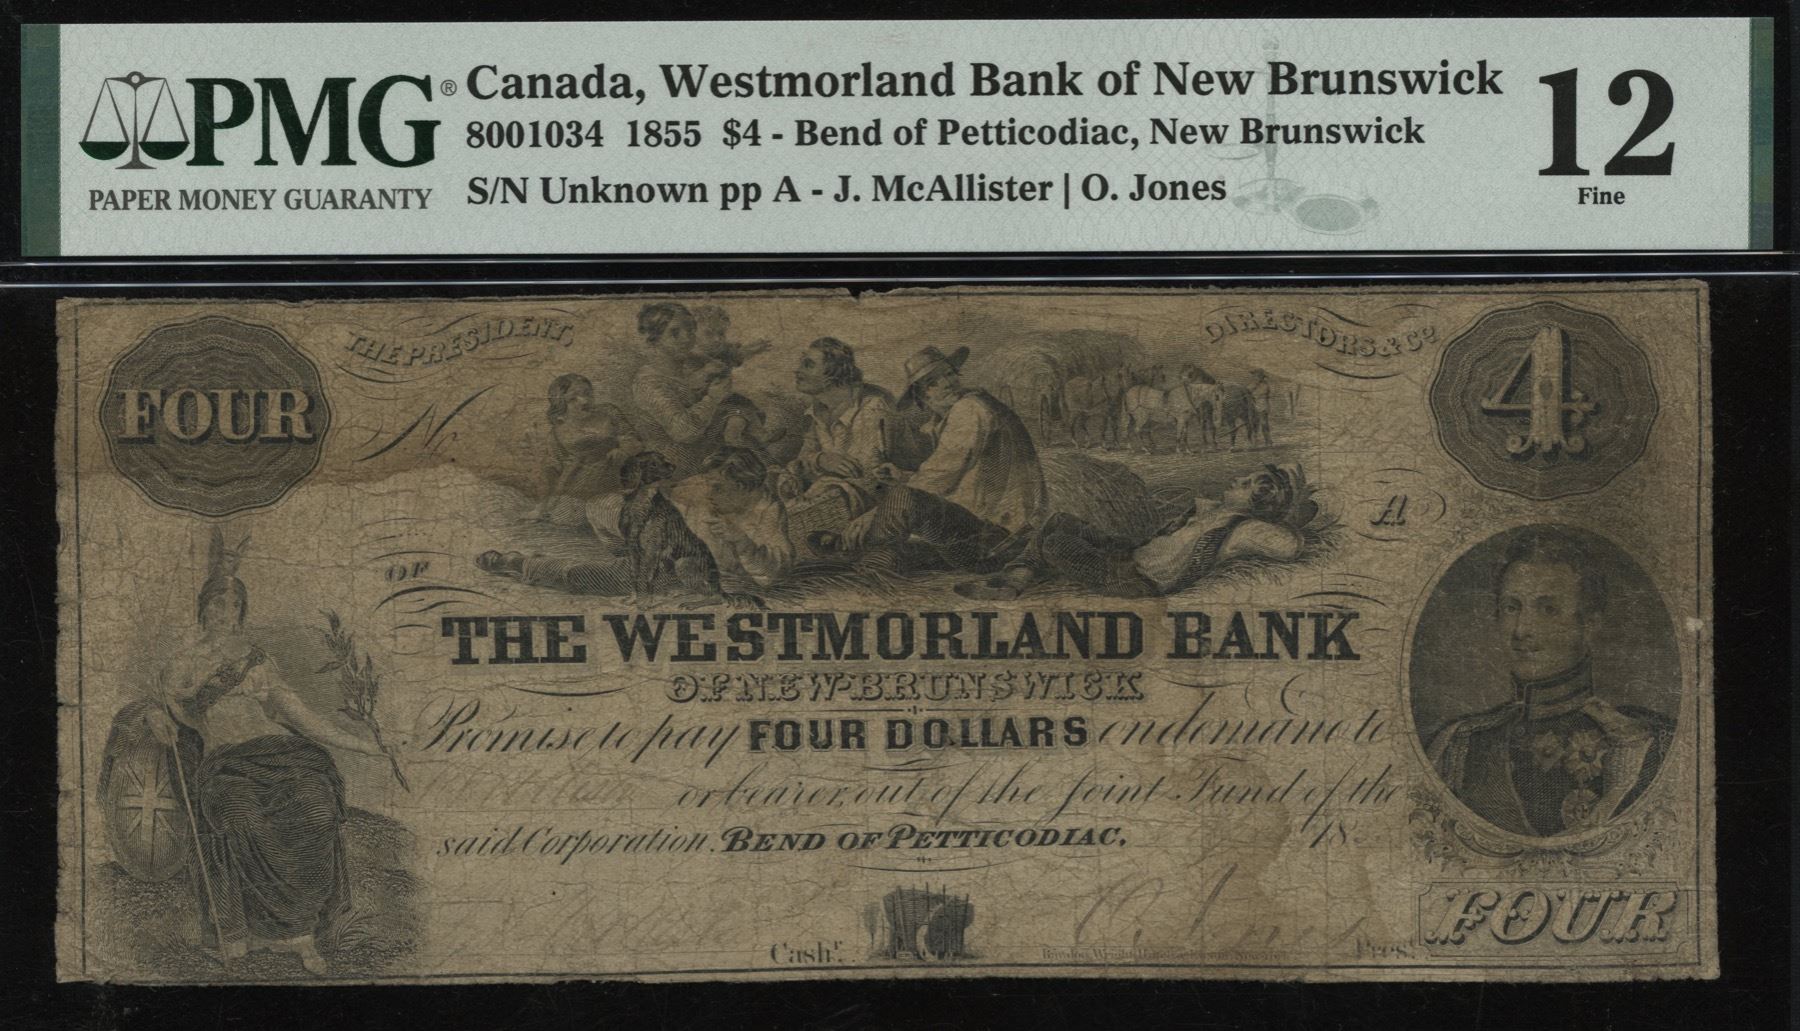 PMG®
PAPER MONEY GUARANTY
Canada, Westmorland Bank of New Brunswick
8001034 1855 $4 - Bend of Petticodiac, New Brunswick
S/N Unknown pp A - J. McAllister | O. Jones
12
Fine
THE PRESIDENT,
DIRECTORS & Co.
FOUR
4
No
A
OF
THE WESTMORLAND BANK
OF NEW-BRUNSWICK
Promise to pay FOUR DOLLARS on demand to
or bearer, out of the Joint Fund of the
said Corporation. BEND OF PETTICODIAC,
18
O. Jones
Cashr.
Prest.
FOUR